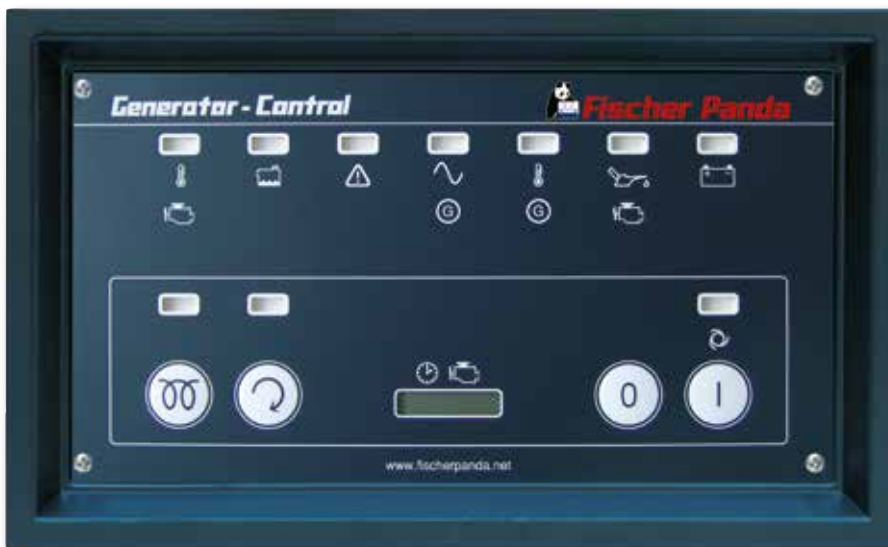 Generator - Control
Fischer Panda
G G
0 I
www.fischerpanda.net